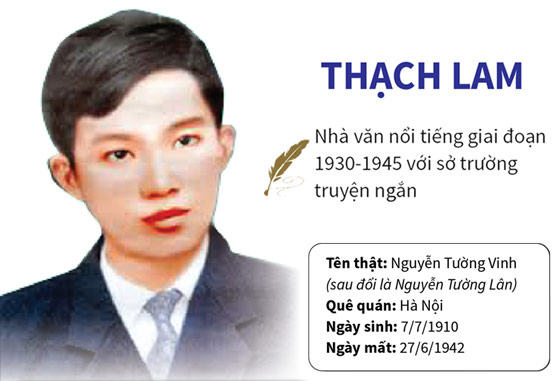 THẠCH LAM
Nhà văn nổi tiếng giai đoạn
1930-1945 với sở trường
truyện ngắn
Tên thật: Nguyễn Tường Vinh
(sau đổi là Nguyễn Tường Lân)
Quê quán: Hà Nội
Ngày sinh: 7/7/1910
Ngày mất: 27/6/1942